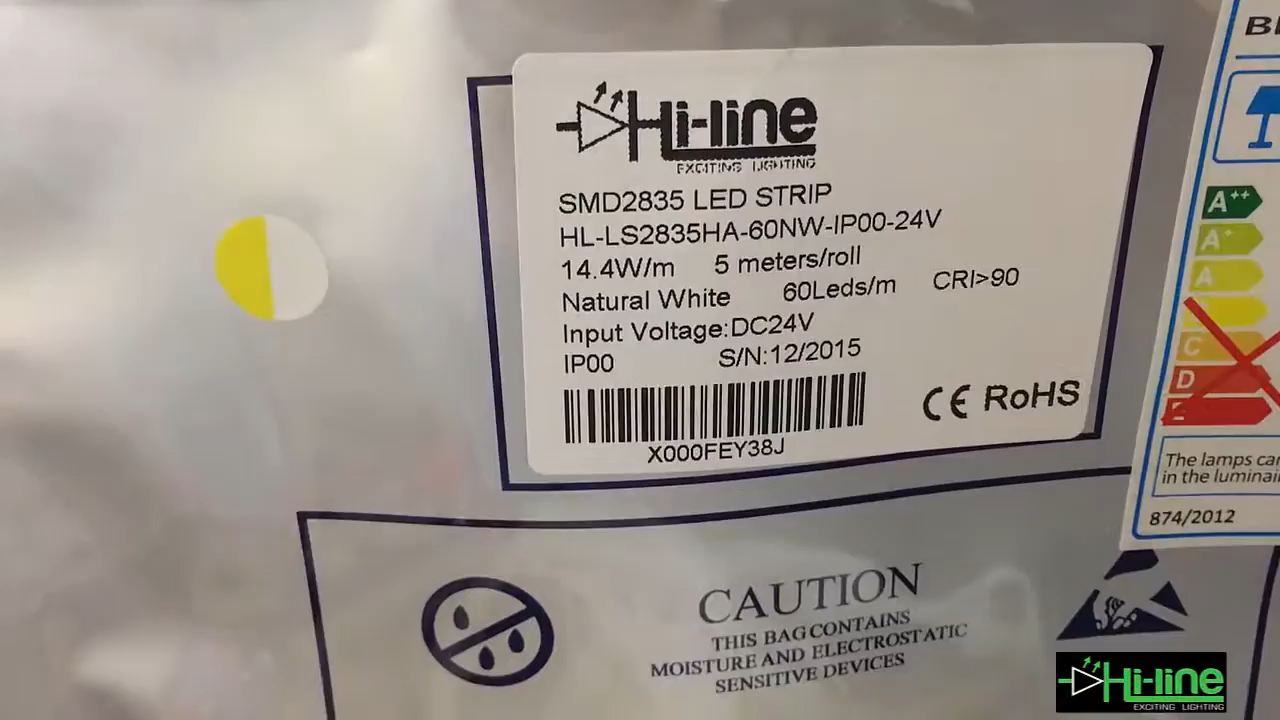 Hi-line
EXCITING LIGHTING
SMD2835 LED STRIP
HL-LS2835HA-60NW-IP00-24V
14.4W/m 5 meters/roll
Natural White 60Leds/m CRI>90
Input Voltage:DC24V
IP00 S/N:12/2015
CE RoHS
X000FEY38J
A++
A+
A
C
D
The lamps
in the
874/2012
CAUTION
THIS BAG CONTAINS
MOISTURE AND ELECTROSTATIC
SENSITIVE DEVICES
Hi-line
EXCITING LIGHTING